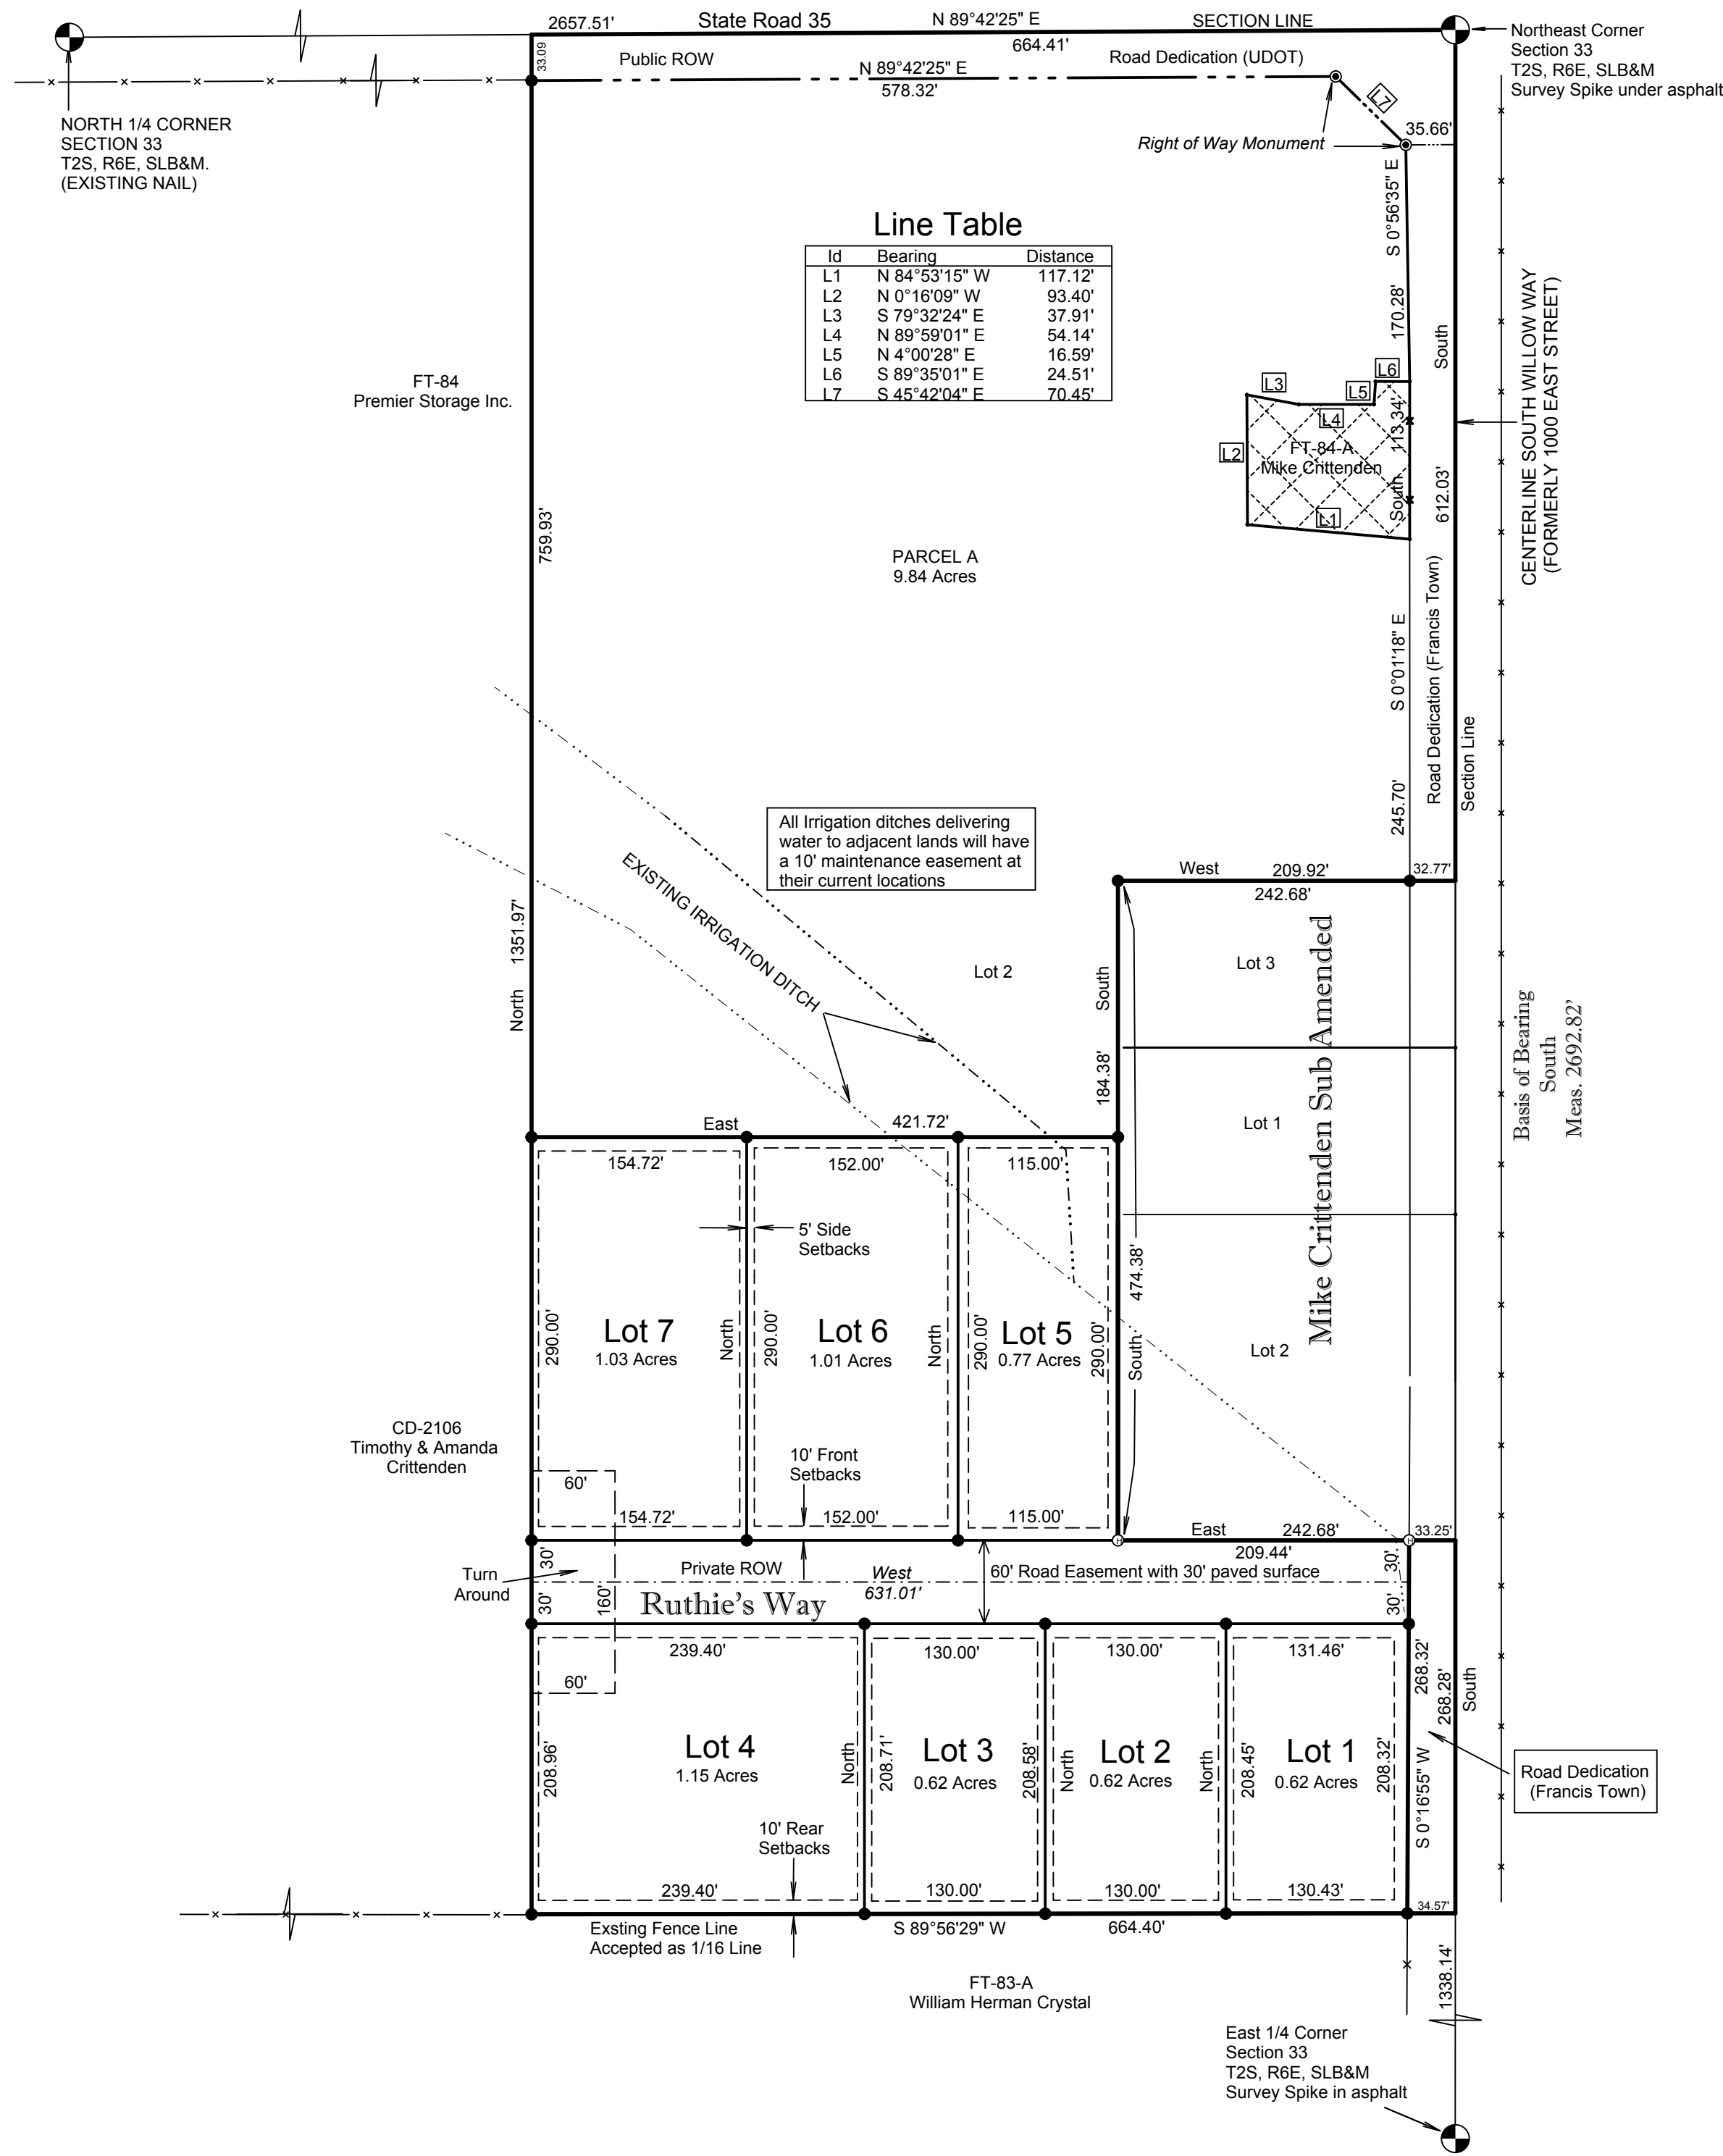 2657.51'
State Road 35
N 89°42'25" E
SECTION LINE
664.41'
33.09
Public ROW
Road Dedication (UDOT)
N 89°42'25" E
578.32'
L7
Northeast Corner
Section 33
T2S, R6E, SLB&M
Survey Spike under asphalt
NORTH 1/4 CORNER
SECTION 33
T2S, R6E, SLB&M.
(EXISTING NAIL)
Right of Way Monument
35.66'
S 0°56'35" E
170.28'
Line Table
Id Bearing Distance
L1 N 84°53'15" W 117.12'
L2 N 0°16'09" W 93.40'
L3 S 79°32'24" E 37.91'
L4 N 89°59'01" E 54.14'
L5 N 4°00'28" E 16.59'
L6 S 89°35'01" E 24.51'
L7 S 45°42'04" E 70.45'
South
612.03'
CENTERLINE SOUTH WILLOW WAY
(FORMERLY 1000 EAST STREET)
FT-84
Premier Storage Inc.
L6
L3
L5
L4
L2
L1
113.34'
South
FT-84-A
Mike Crittenden
759.93'
PARCEL A
9.84 Acres
S 0°01'18" E
245.70'
Road Dedication (Francis Town)
Section Line
All Irrigation ditches delivering
water to adjacent lands will have
a 10' maintenance easement at
their current locations
EXISTING IRRIGATION DITCH
West
209.92'
32.77'
242.68'
1351.97'
North
Lot 2
South
184.38'
Lot 3
Lot 1
Lot 2
Mike Crittenden Sub Amended
Basis of Bearing
South
Meas. 2692.82'
East
421.72'
154.72'
152.00'
115.00'
5' Side
Setbacks
474.38'
South
290.00'
Lot 7
1.03 Acres
North
290.00'
Lot 6
1.01 Acres
North
290.00'
Lot 5
0.77 Acres
290.00'
CD-2106
Timothy & Amanda
Crittenden
10' Front
Setbacks
60'
154.72'
152.00'
115.00'
East
242.68'
33.25'
209.44'
H
H
Turn
Around
30'
30'
160'
Private ROW
West
631.01'
60' Road Easement with 30' paved surface
30'
30'
Ruthie's Way
239.40'
130.00'
130.00'
131.46'
60'
268.32'
268.28'
South
208.96'
Lot 4
1.15 Acres
North
208.71'
Lot 3
0.62 Acres
208.58'
North
Lot 2
0.62 Acres
North
208.45'
Lot 1
0.62 Acres
208.32'
S 0°16'55" W
Road Dedication
(Francis Town)
10' Rear
Setbacks
239.40'
130.00'
130.00'
130.43'
34.57'
Exsting Fence Line
Accepted as 1/16 Line
S 89°56'29" W
664.40'
FT-83-A
William Herman Crystal
1338.14'
East 1/4 Corner
Section 33
T2S, R6E, SLB&M
Survey Spike in asphalt